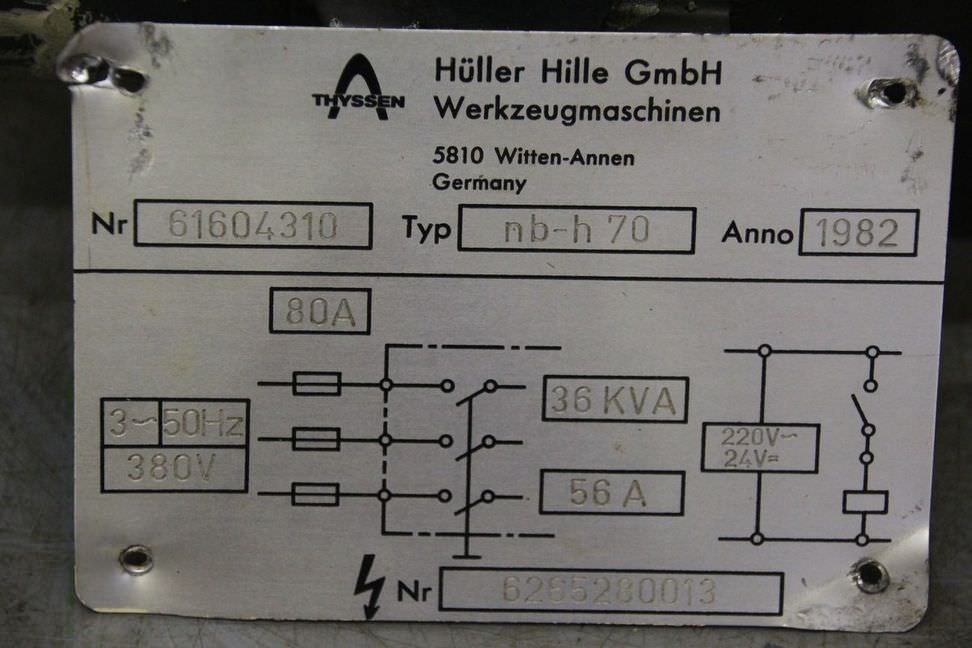 THYSSEN
Hüller Hille GmbH
Werkzeugmaschinen
5810 Witten-Annen
Germany
Nr 61604310 Typ nb-h 70 Anno 1982
80A
3~ 50Hz
380V
36 KVA
56 A
220V~
24V=
Nr 6265280013